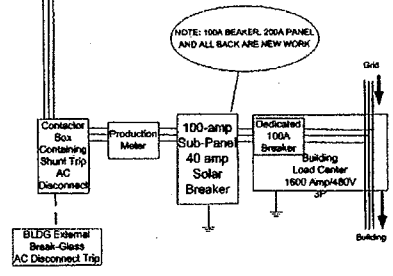 NOTE: 100A BEAKER, 200A PANEL
AND ALL BACK ARE NEW WORK
Grid
Contactor
Box
Containing
Shunt Trip
AC
Disconnect
Production
Meter
100-amp
Sub-Panel
40 amp
Solar
Breaker
Dedicated
100A
Breaker
Building
Load Center
1600 Amp/480V
3P
BLDG External
Break-Glass
AC Disconnect Trip
Building